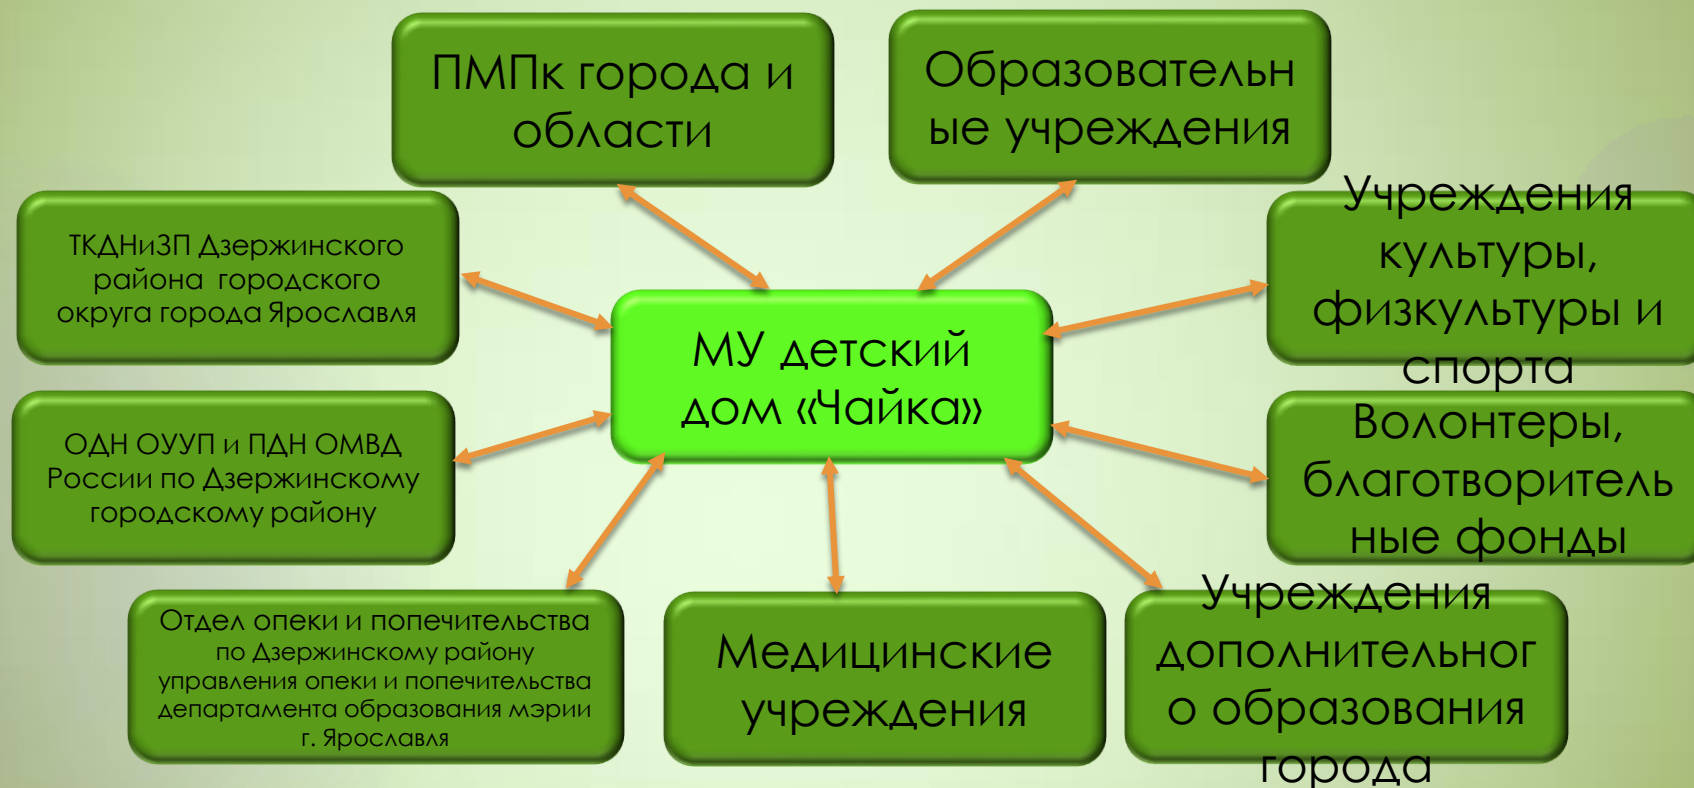 ПМПк города и
области
Образовательн
ые учреждения
ТКДНиЗП Дзержинского
района городского
округа города Ярославля
Учреждения
культуры,
физкультуры и
спорта
МУ детский
дом «Чайка»
ОДН ОУУП и ПДН ОМВД
России по Дзержинскому
городскому району
Волонтеры,
благотворитель
ные фонды
Отдел опеки и попечительства
по Дзержинскому району
управления опеки и попечительства
департамента образования мэрии
г. Ярославля
Медицинские
учреждения
Учреждения
дополнительног
о образования
города